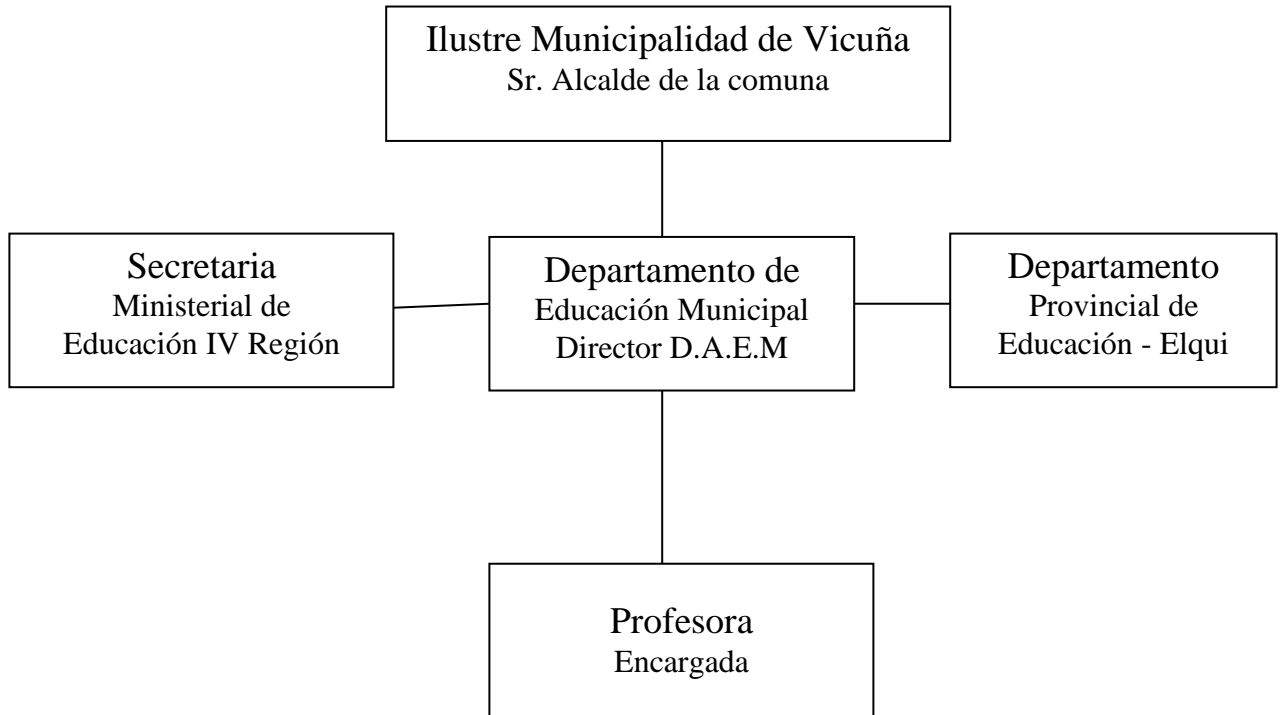 Ilustre Municipalidad de Vicuña
Sr. Alcalde de la comuna
Secretaria
Ministerial de
Educación IV Región
Departamento de
Educación Municipal
Director D.A.E.M
Departamento
Provincial de
Educación - Elqui
Profesora
Encargada